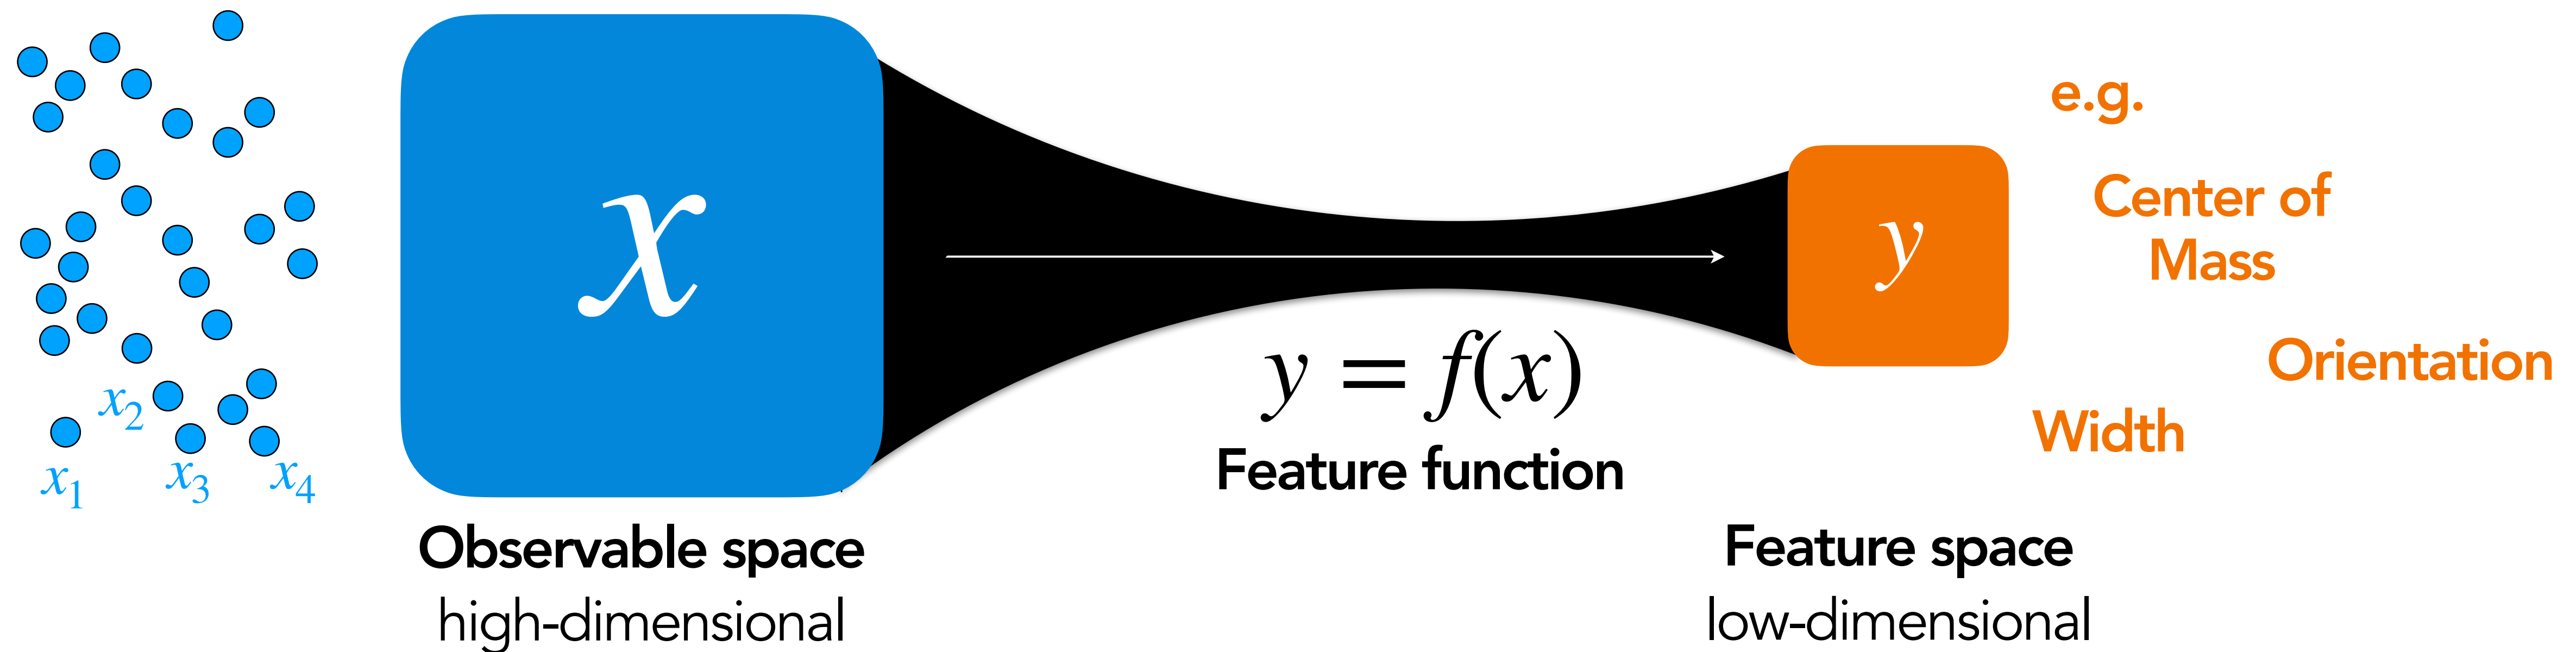 x₁
x₂
x₃
x₄
x
Observable space
high-dimensional
y = f(x)
Feature function
y
Feature space
low-dimensional
e.g.
Center of
Mass
Orientation
Width